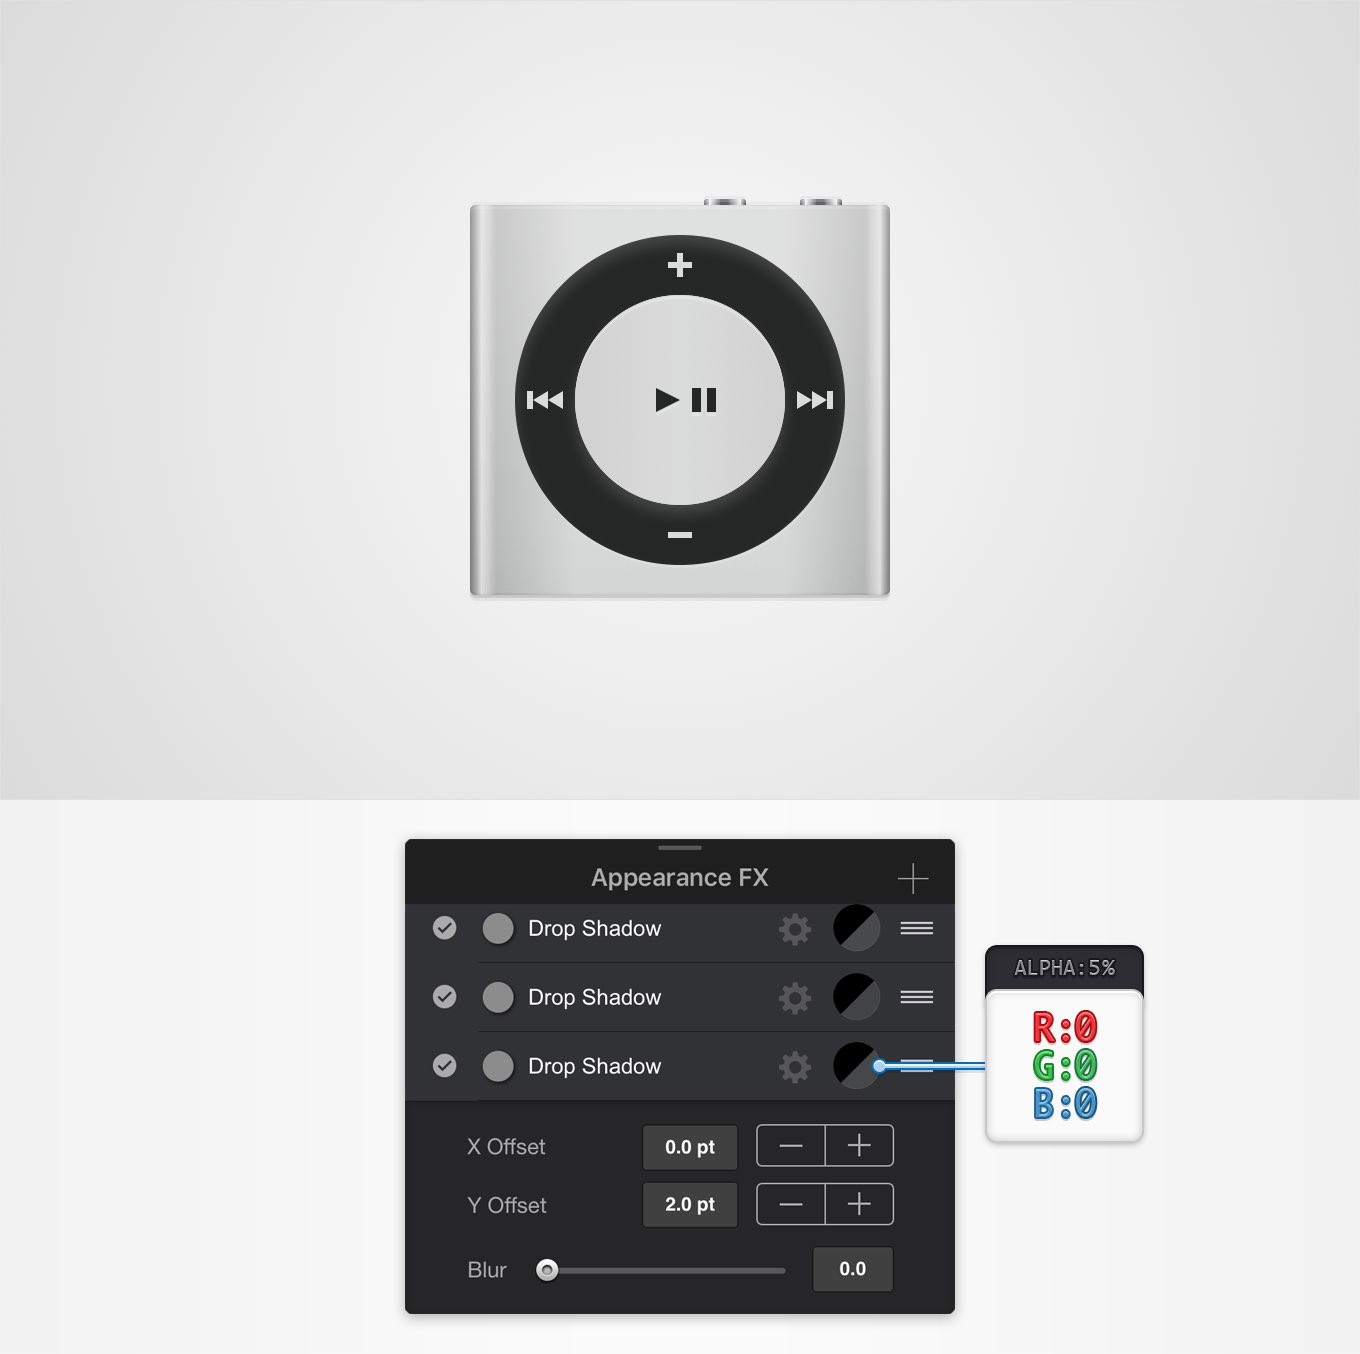 Appearance FX
Drop Shadow
Drop Shadow
Drop Shadow
ALPHA:5%
R:0
G:0
B:0
X Offset 0.0 pt
Y Offset 2.0 pt
Blur 0.0